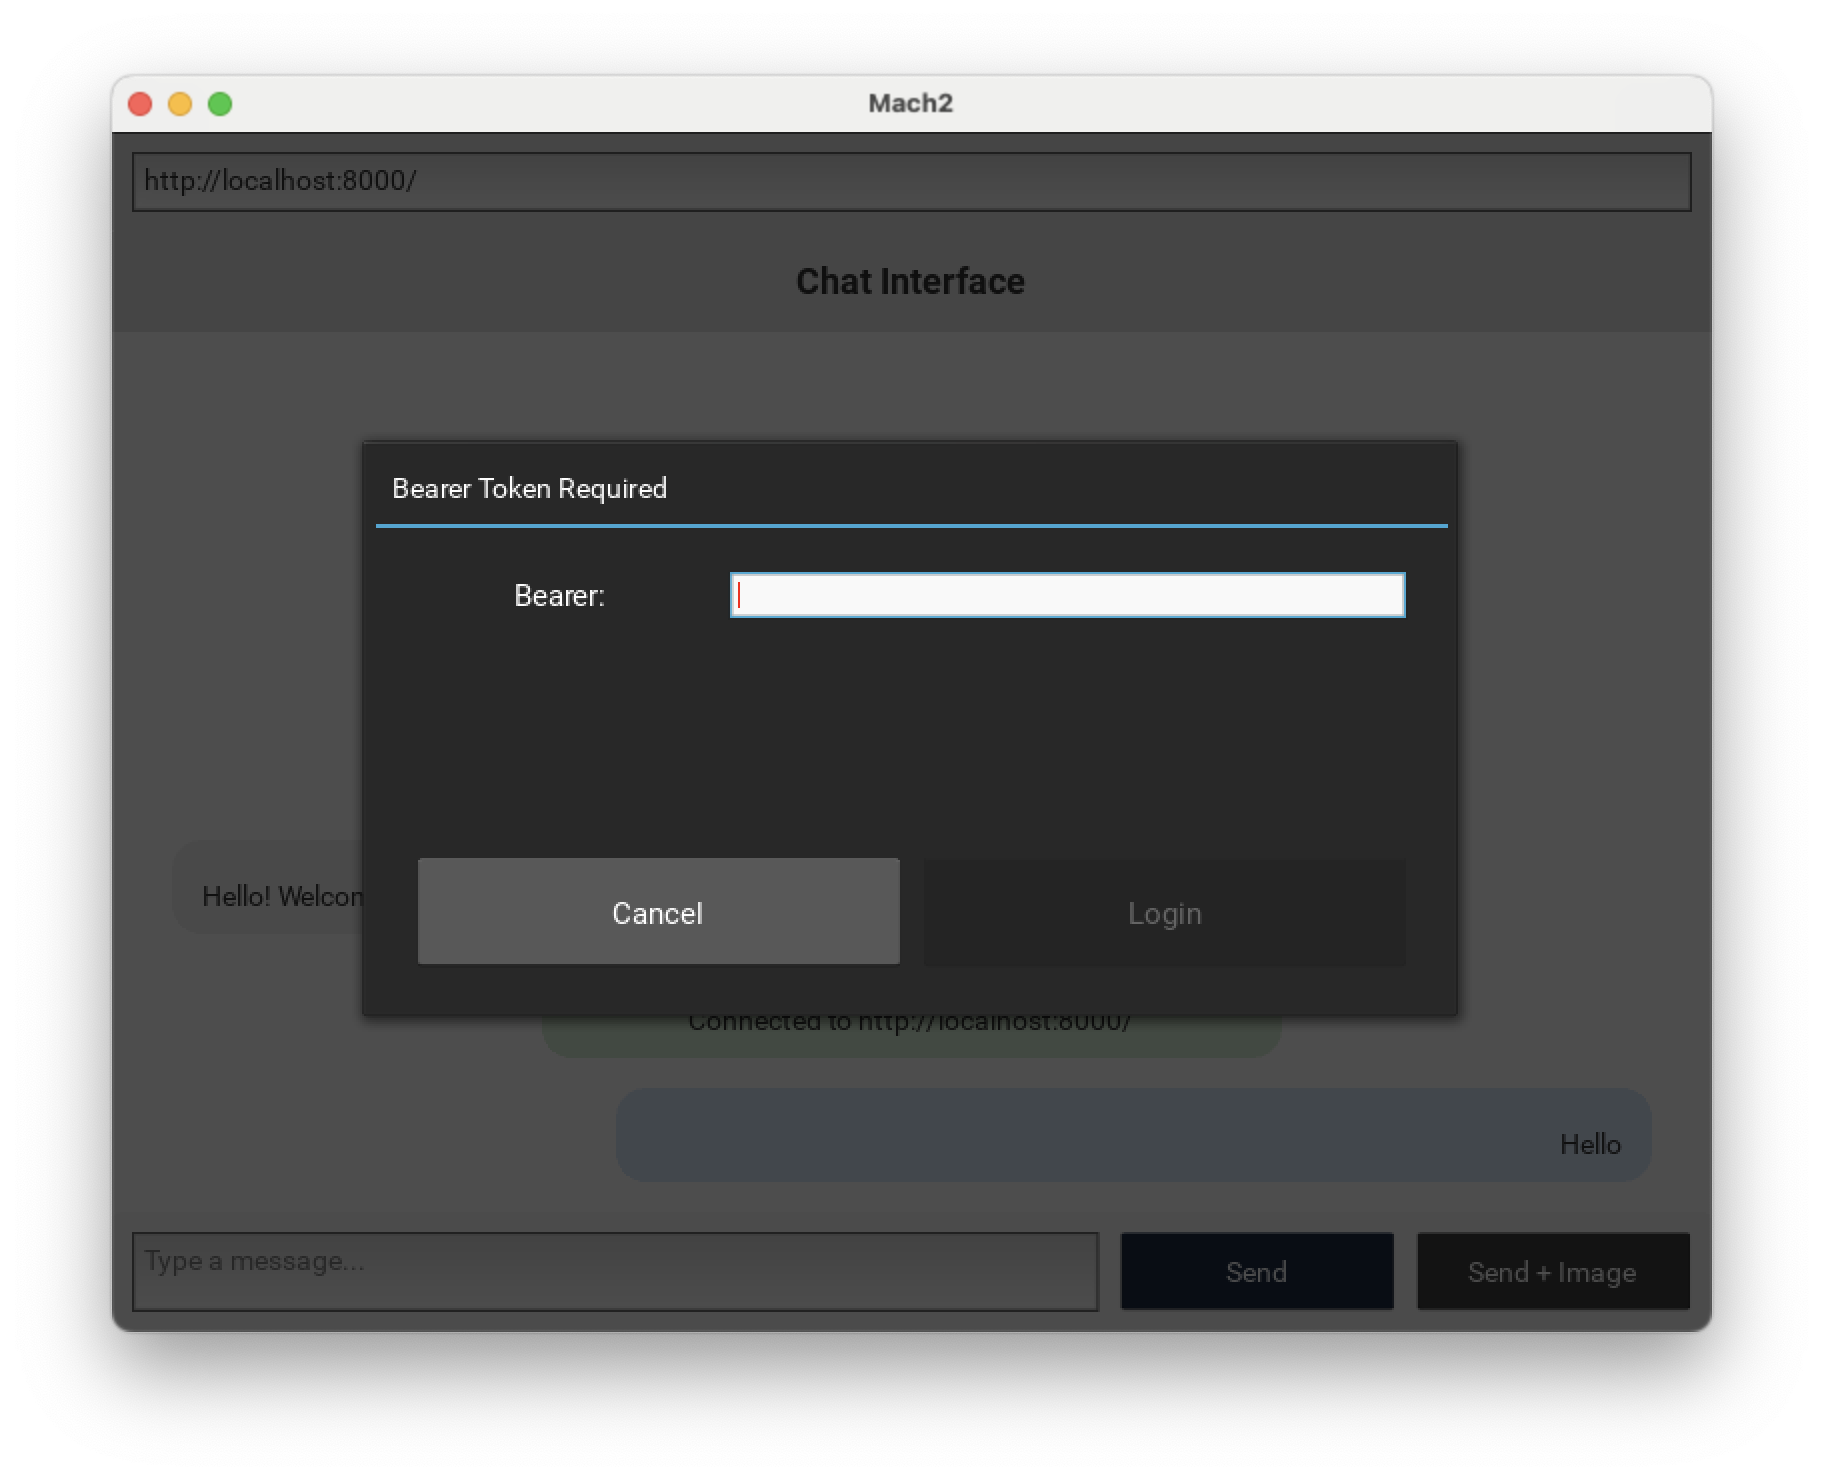 Mach2
http://localhost:8000/
Chat Interface
Bearer Token Required
Bearer:
Hello!
Cancel
Login
Connected to http://localhost:8000/
Hello
Type a message...
Send
Send + Image